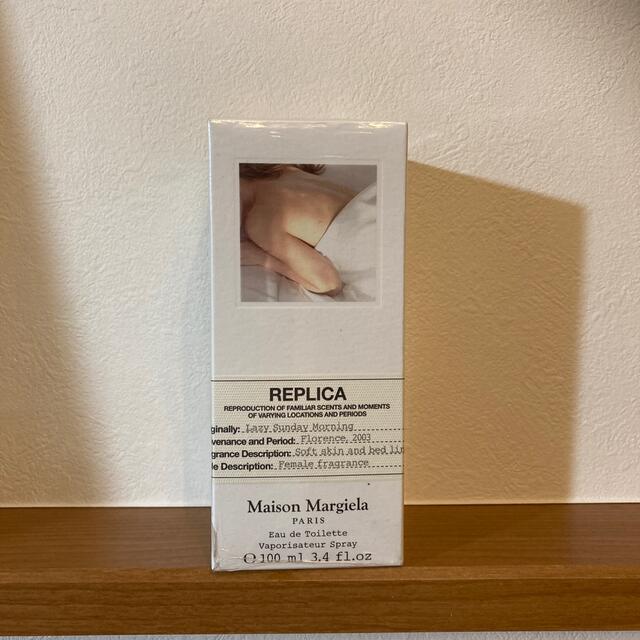 REPLICA
REPRODUCTION OF FAMILIAR SCENTS AND MOMENTS
OF VARYING LOCATIONS AND PERIODS
ginally: Lazy Sunday Morning
venance and Period: Florence, 2003
grance Description: Soft skin and bed lin
le Description: Female fragrance
Maison Margiela
PARIS
Eau de Toilette
Vaporisateur Spray
100 ml 3.4 fl.oz